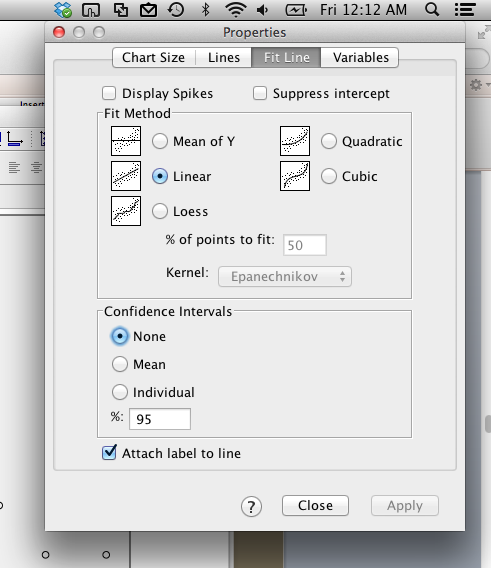 Fri 12:12 AM
Properties
Chart Size Lines Fit Line Variables
Insert
Display Spikes Suppress intercept
Fit Method
Mean of Y Quadratic
Linear Cubic
Loess
% of points to fit: 50
Kernel: Epanechnikov
Confidence Intervals
None
Mean
Individual
%: 95
Attach label to line
? Close Apply